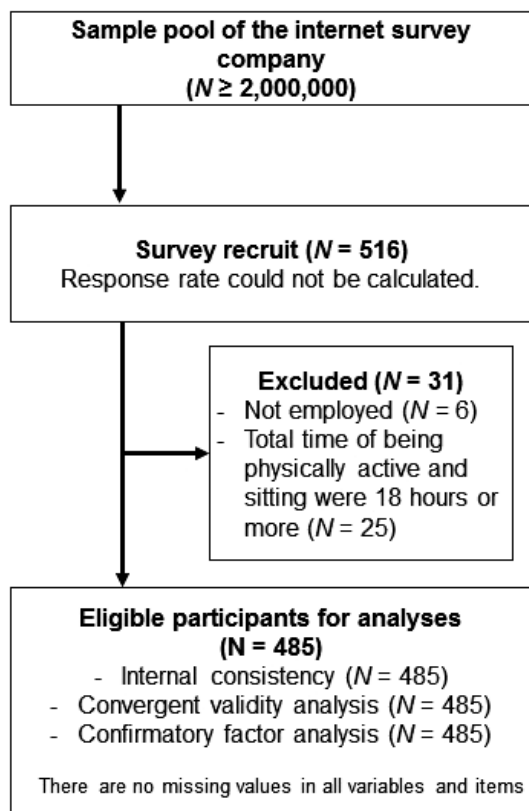 Sample pool of the internet survey
company
(N ≥ 2,000,000)
Survey recruit (N = 516)
Response rate could not be calculated.
Excluded (N = 31)
- Not employed (N = 6)
- Total time of being
physically active and
sitting were 18 hours or
more (N = 25)
Eligible participants for analyses
(N = 485)
- Internal consistency (N = 485)
- Convergent validity analysis (N = 485)
- Confirmatory factor analysis (N = 485)
There are no missing values in all variables and items